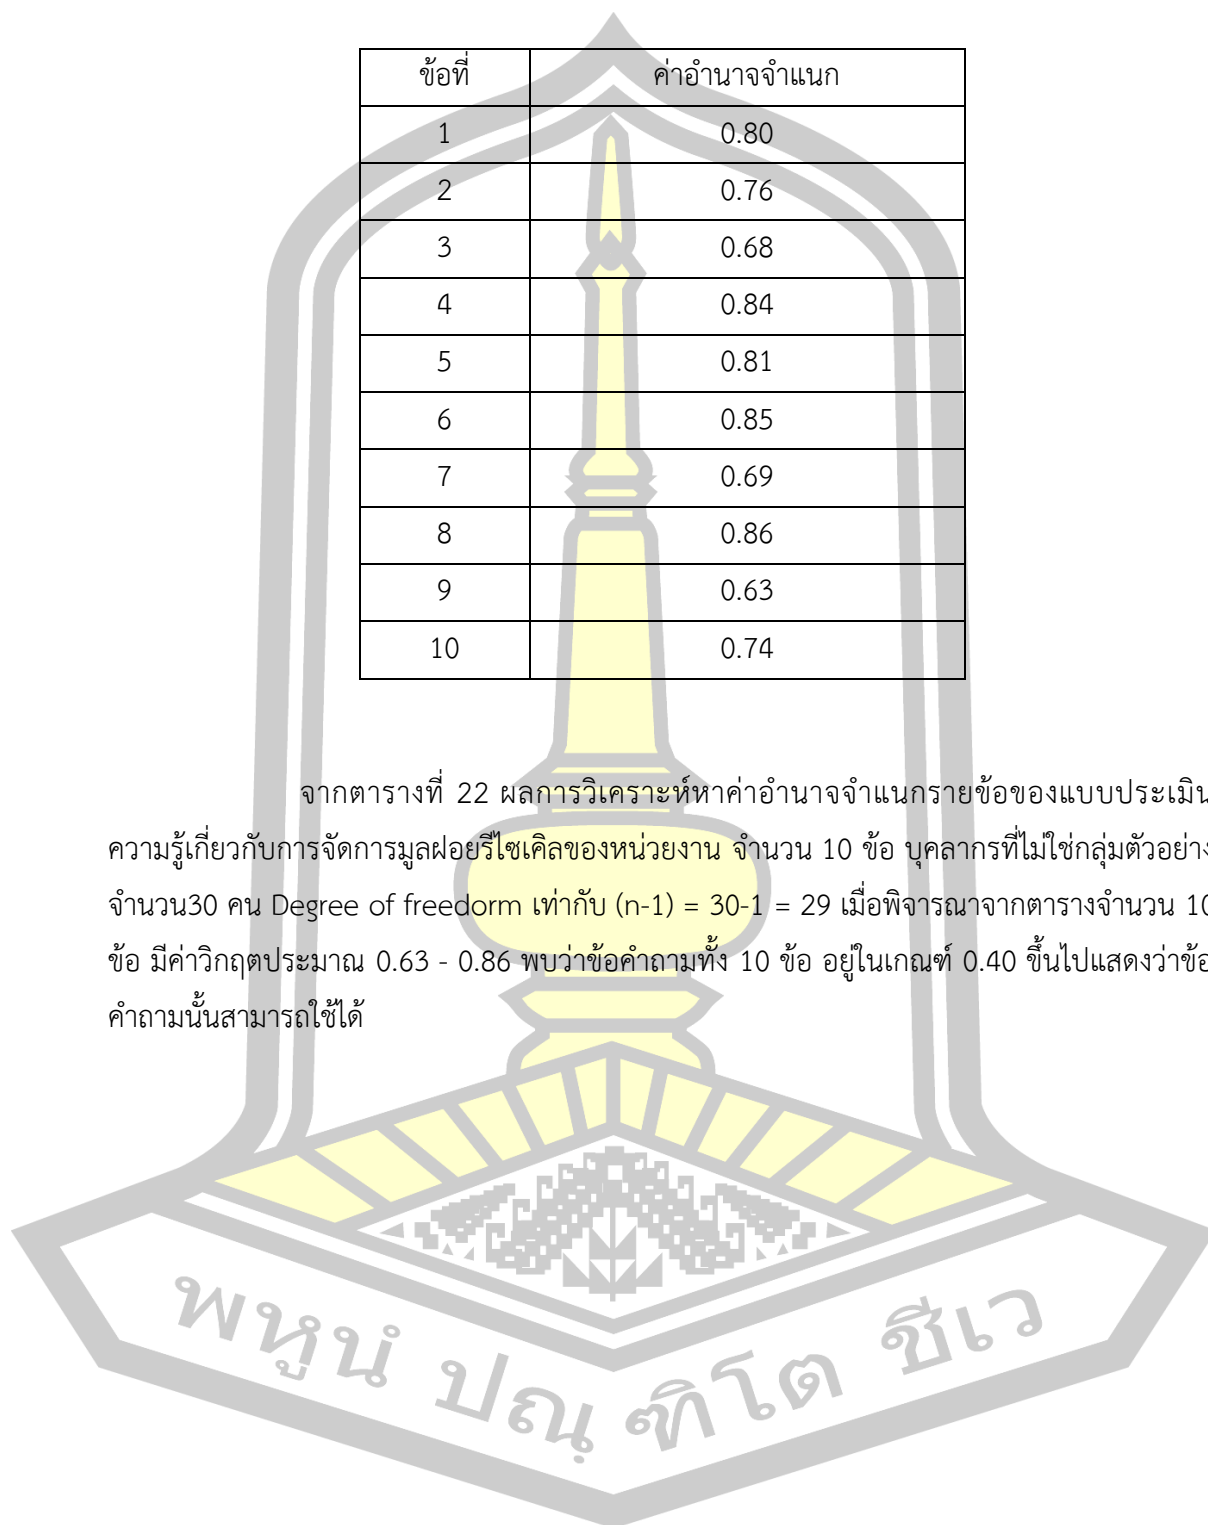 ข้อที่ ค่าอำนาจจำแนก
1 0.80
2 0.76
3 0.68
4 0.84
5 0.81
6 0.85
7 0.69
8 0.86
9 0.63
10 0.74
จากตารางที่ 22 ผลการวิเคราะห์หาค่าอำนาจจำแนกรายข้อของแบบประเมิน
ความรู้เกี่ยวกับการจัดการมูลฝอยรีไซเคิลของหน่วยงาน จำนวน 10 ข้อ บุคลากรที่ไม่ใช่กลุ่มตัวอย่าง
จำนวน30 คน Degree of freedorm เท่ากับ (n-1) = 30-1 = 29 เมื่อพิจารณาจากตารางจำนวน 10
ข้อ มีค่าวิกฤตประมาณ 0.63 - 0.86 พบว่าข้อคำถามทั้ง 10 ข้อ อยู่ในเกณฑ์ 0.40 ขึ้นไปแสดงว่าข้อ
คำถามนั้นสามารถใช้ได้
พหูนํ ปณฺ ฑิโต ชีเว